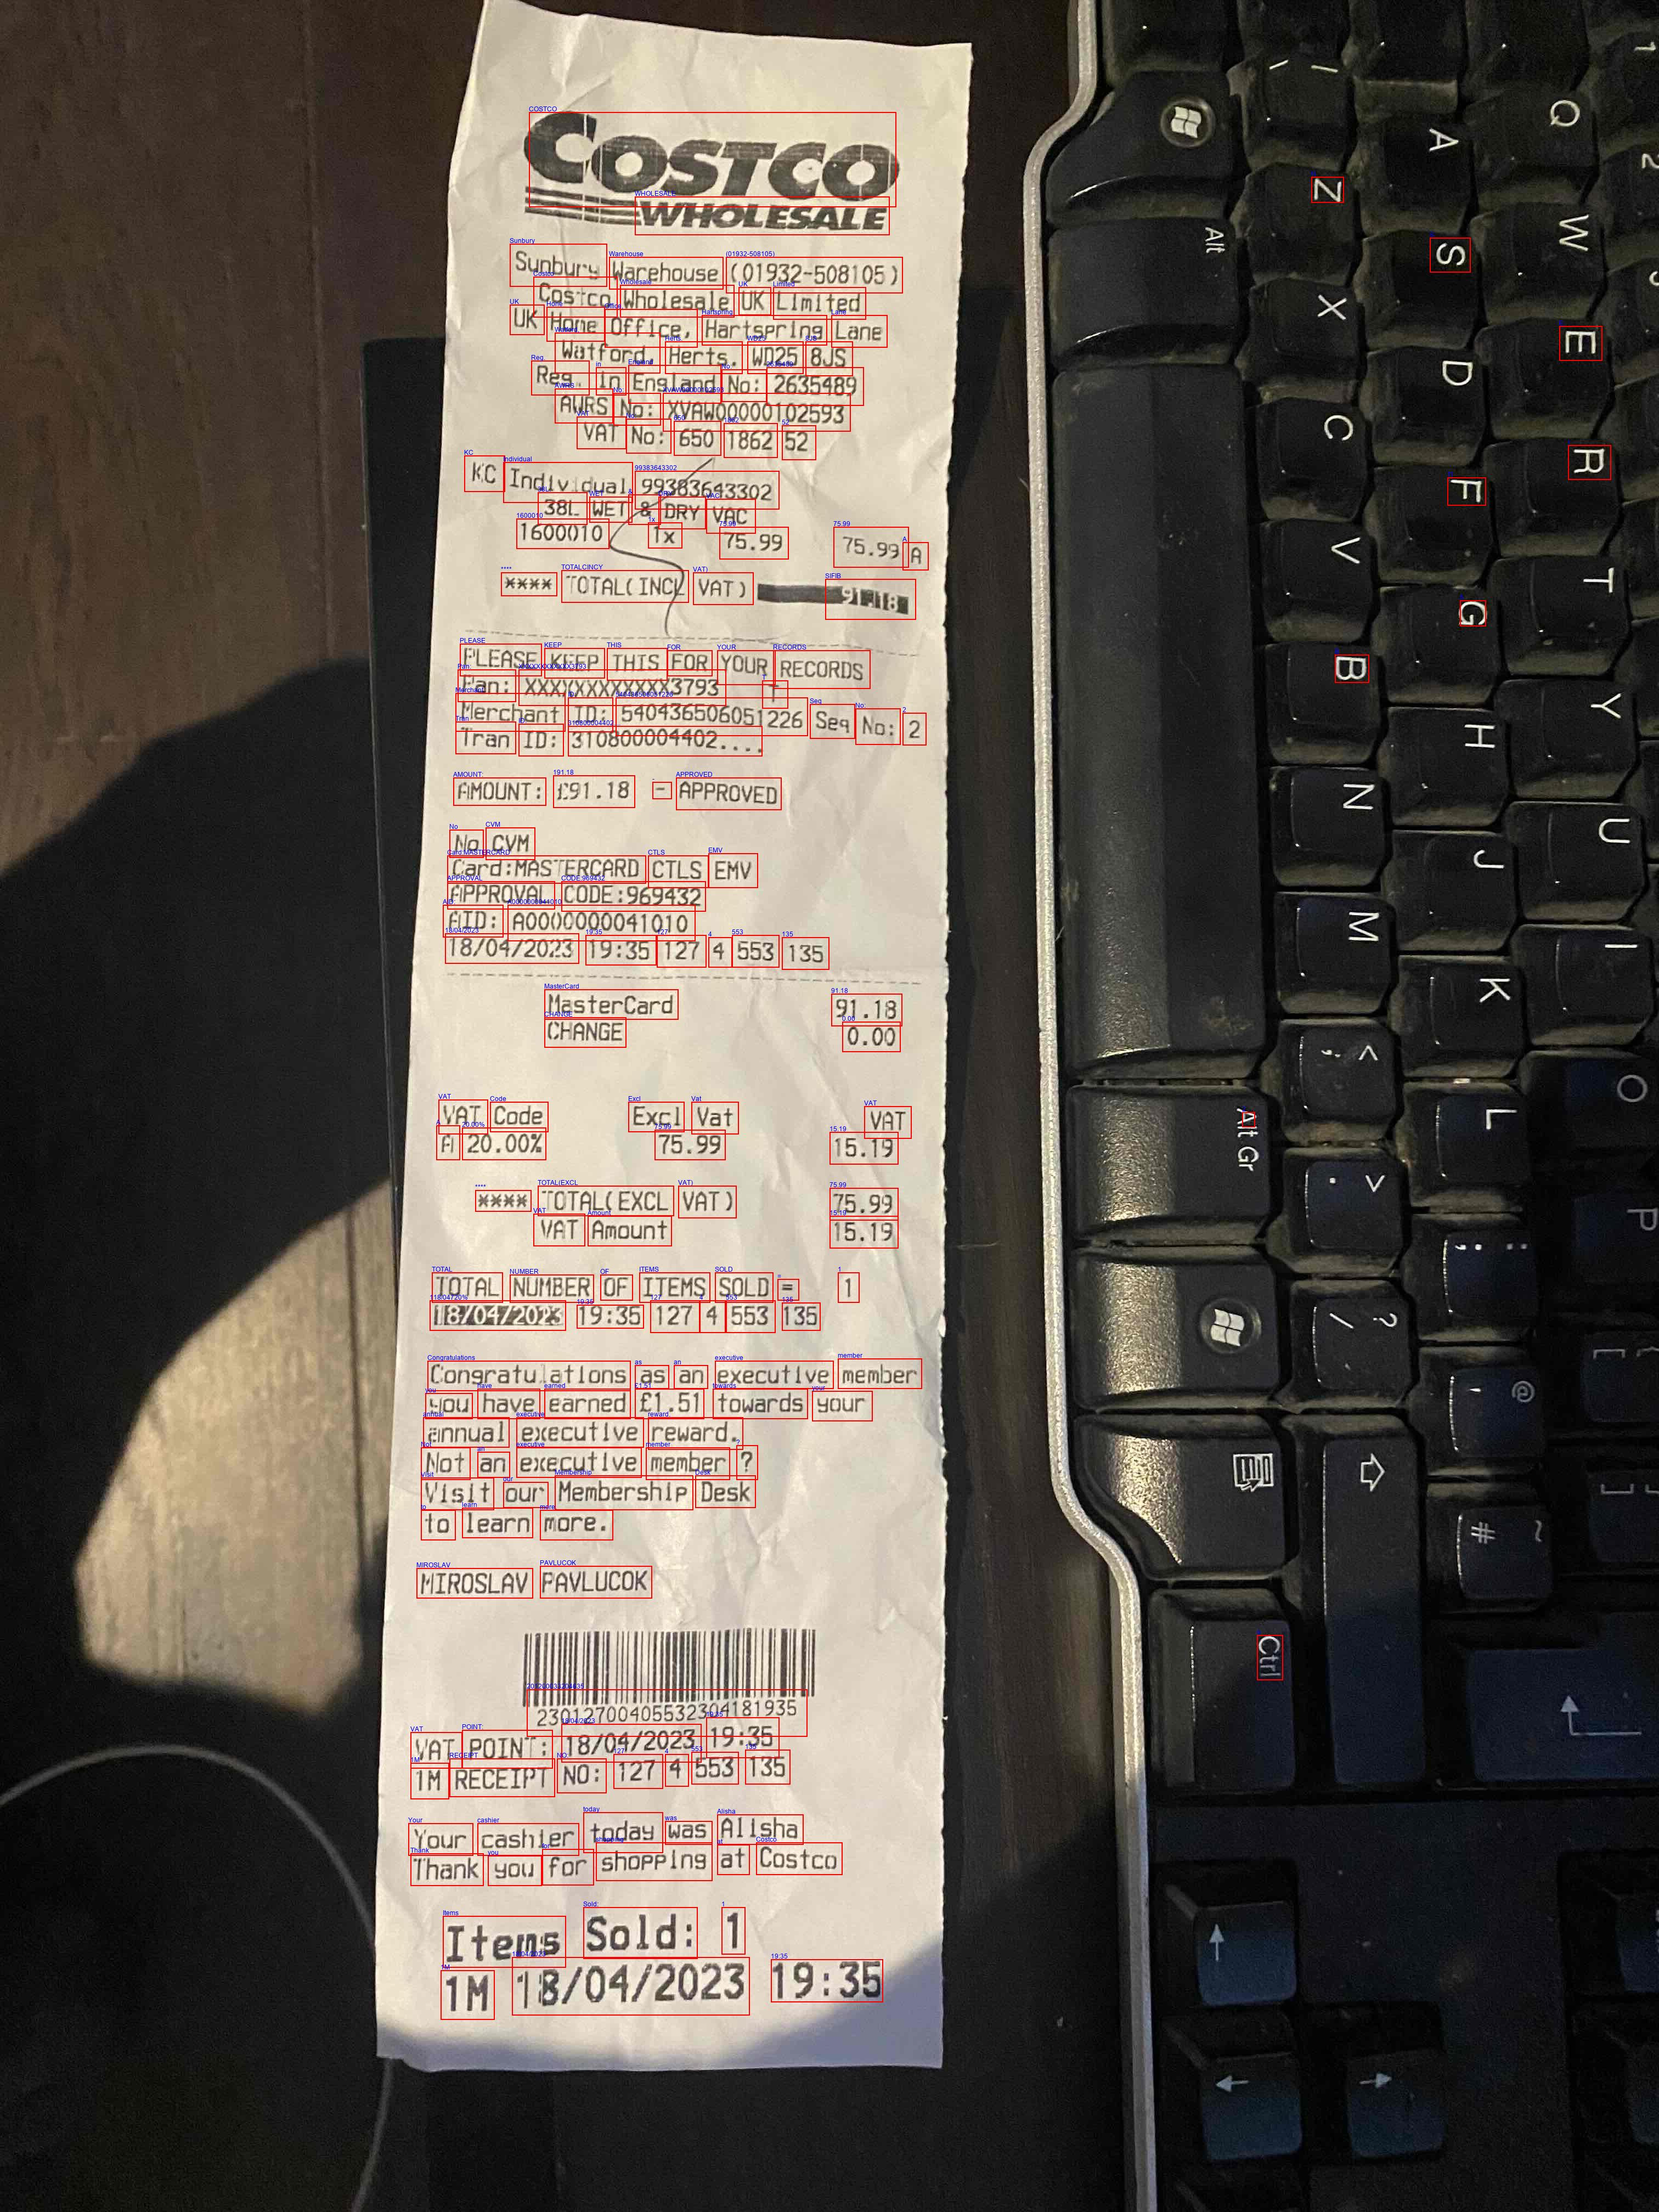 COSTCO
WHOLESALE
Sunbury Warehouse (01932-508105)
Costco Wholesale UK Limited
UK Home Office, Hartspring Lane
Watford Herts. WD25 8JS
Reg. in England No: 2635489
AWRS No: XVAW00000102593
VAT No: 650 1862 52
KC Individual 99383643302
38L WET & DRY VAC
1600010 1x 75.99 75.99 A
**** TOTAL(INCL VAT) 91.18
PLEASE KEEP THIS FOR YOUR RECORDS
Pan: XXXXXXXXXXXX3793 T
Merchant ID: 540436506051226 Seq No: 2
Tran ID: 310800004402....
AMOUNT: £91.18 - APPROVED
No CVM
Card:MASTERCARD CTLS EMV
APPROVAL CODE:969432
AID: A0000000041010
18/04/2023 19:35 127 4 553 135
MasterCard 91.18
CHANGE 0.00
VAT Code Excl Vat VAT
A 20.00% 75.99 15.19
**** TOTAL(EXCL VAT) 75.99
VAT Amount 15.19
TOTAL NUMBER OF ITEMS SOLD = 1
18/04/2023 19:35 127 4 553 135
Congratulations as an executive member
you have earned £1.51 towards your
annual executive reward.
Not an executive member ?
Visit our Membership Desk
to learn more.
MIROSLAV PAVLUCOK
23012700405532304181935
VAT POINT: 18/04/2023 19:35
1M RECEIPT NO: 127 4 553 135
Your cashier today was Alisha
Thank you for shopping at Costco
Items Sold: 1
1M 18/04/2023 19:35
Q W E R T Y U I O P
A S D F G H J K L
Z X C V B N M
Alt
Alt Gr
Ctrl